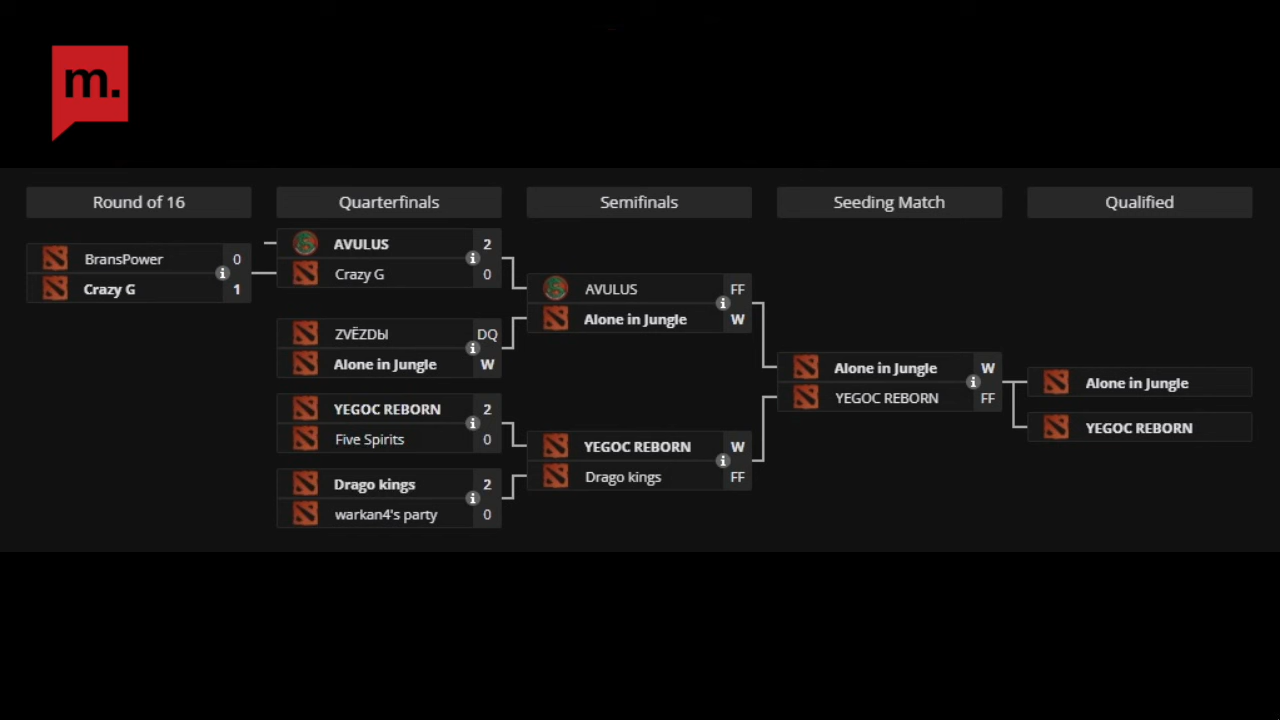 m.
Round of 16
Quarterfinals
Semifinals
Seeding Match
Qualified
BransPower 0
Crazy G 1
AVULUS 2
Crazy G 0
ZVËZDЫ DQ
Alone in Jungle W
YEGOC REBORN 2
Five Spirits 0
Drago kings 2
warkan4's party 0
AVULUS FF
Alone in Jungle W
YEGOC REBORN W
Drago kings FF
Alone in Jungle W
YEGOC REBORN FF
Alone in Jungle
YEGOC REBORN